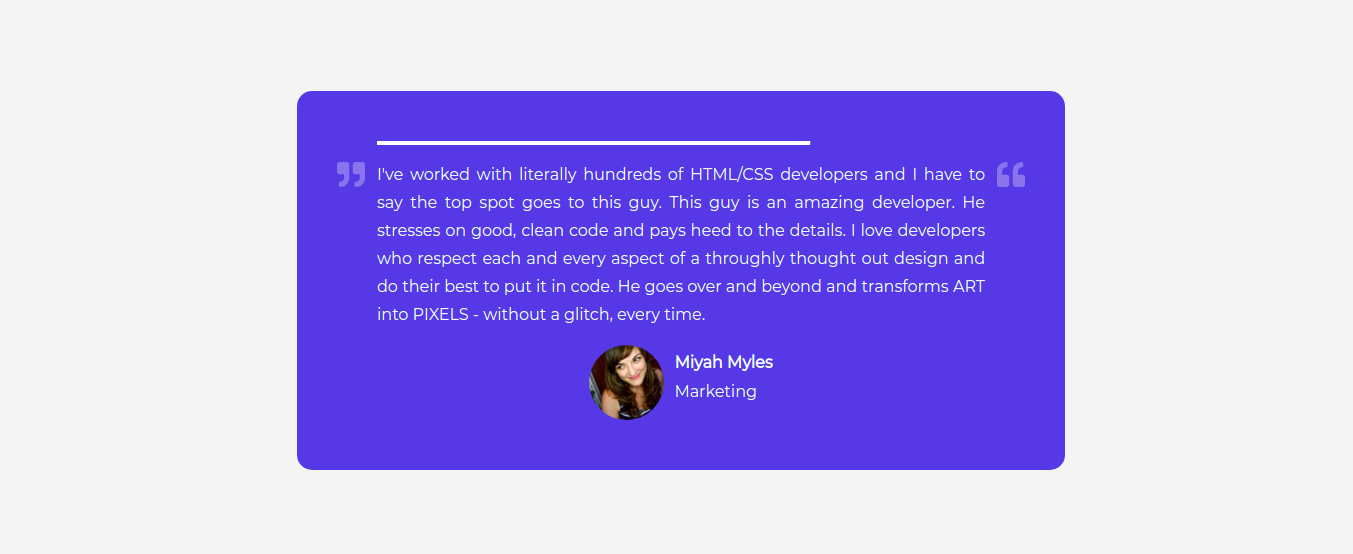 I've worked with literally hundreds of HTML/CSS developers and I have to
say the top spot goes to this guy. This guy is an amazing developer. He
stresses on good, clean code and pays heed to the details. I love developers
who respect each and every aspect of a throughly thought out design and
do their best to put it in code. He goes over and beyond and transforms ART
into PIXELS - without a glitch, every time.
Miyah Myles
Marketing